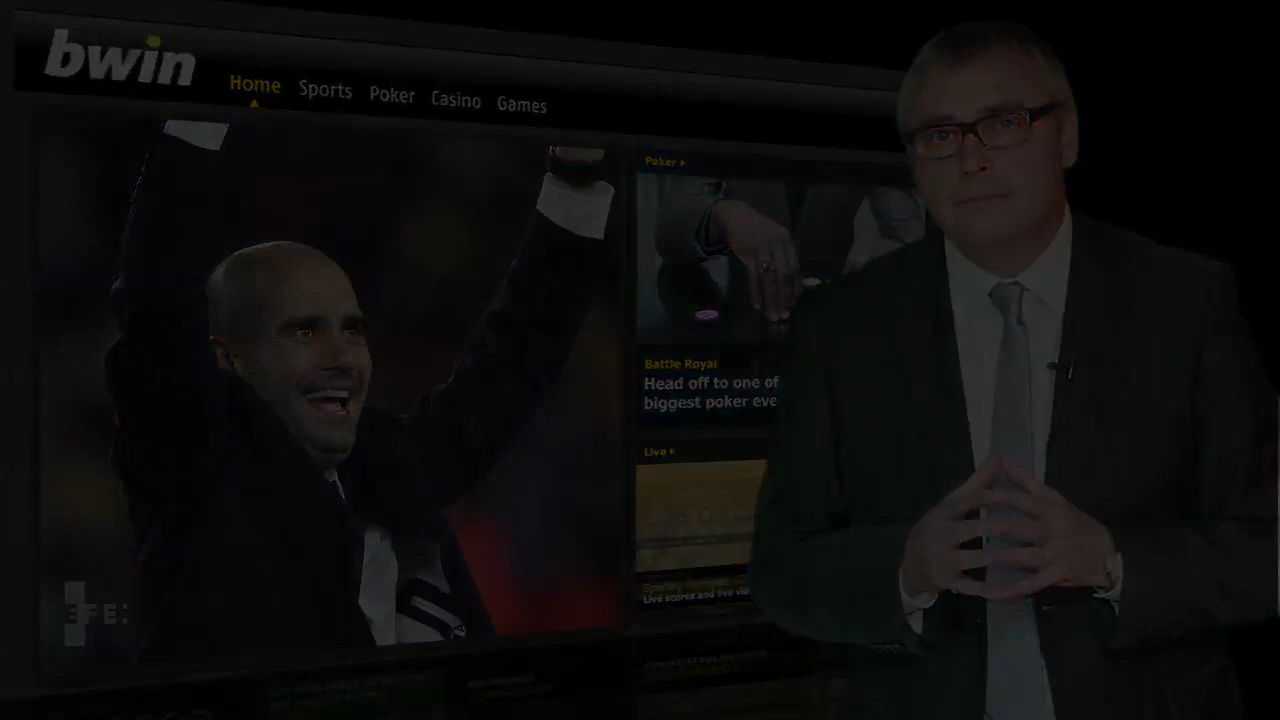 bwin
Home Sports Poker Casino Games
Poker
Battle Royal
Head off to one of
biggest poker eve
Live
Live scores and live vid
EFE: